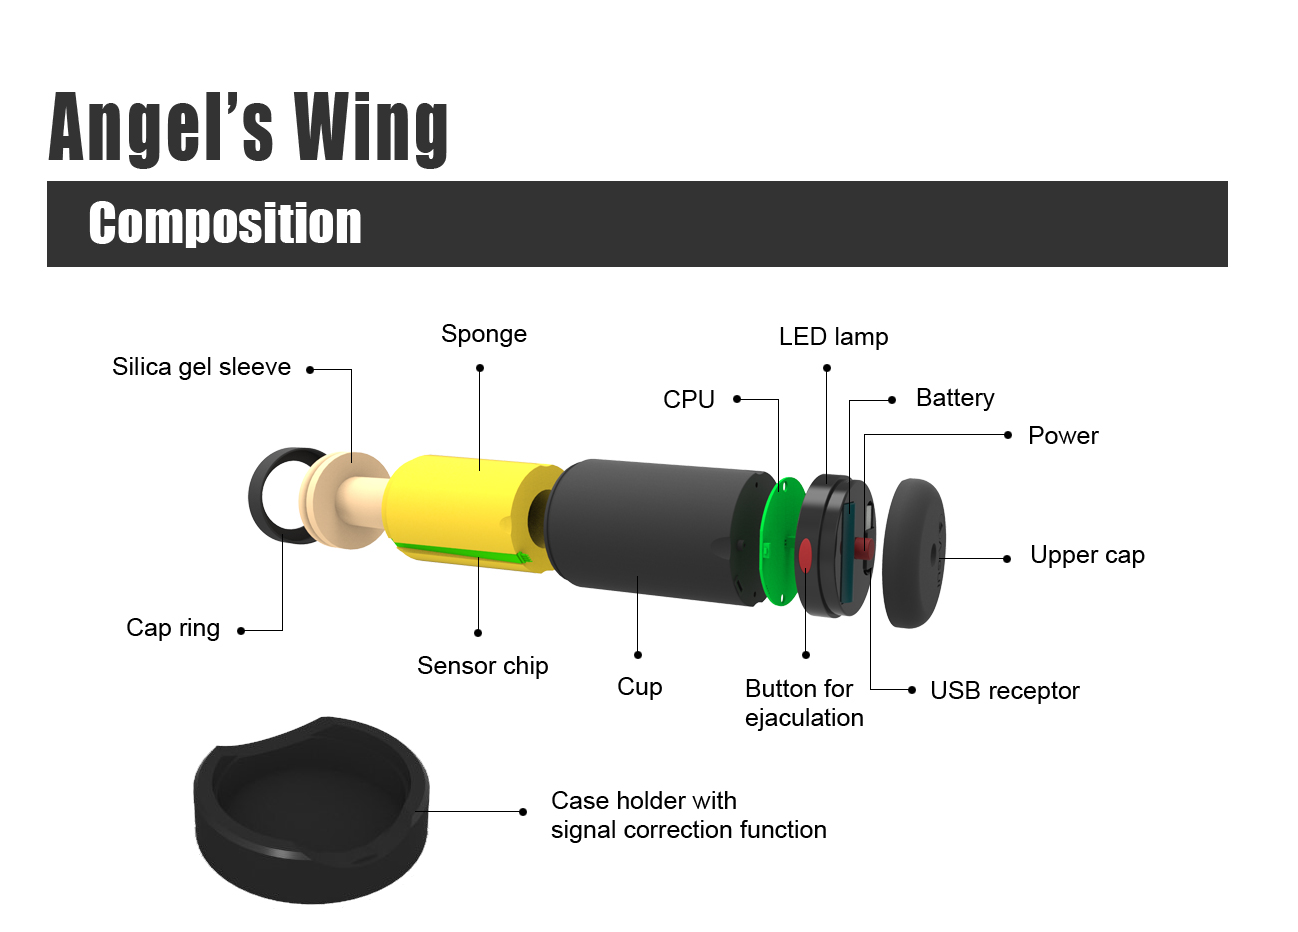 Angel's Wing
Composition
Sponge
LED lamp
Silica gel sleeve
CPU
Battery
Power
Upper cap
Cap ring
Sensor chip
Cup
Button for
ejaculation
USB receptor
Case holder with
signal correction function